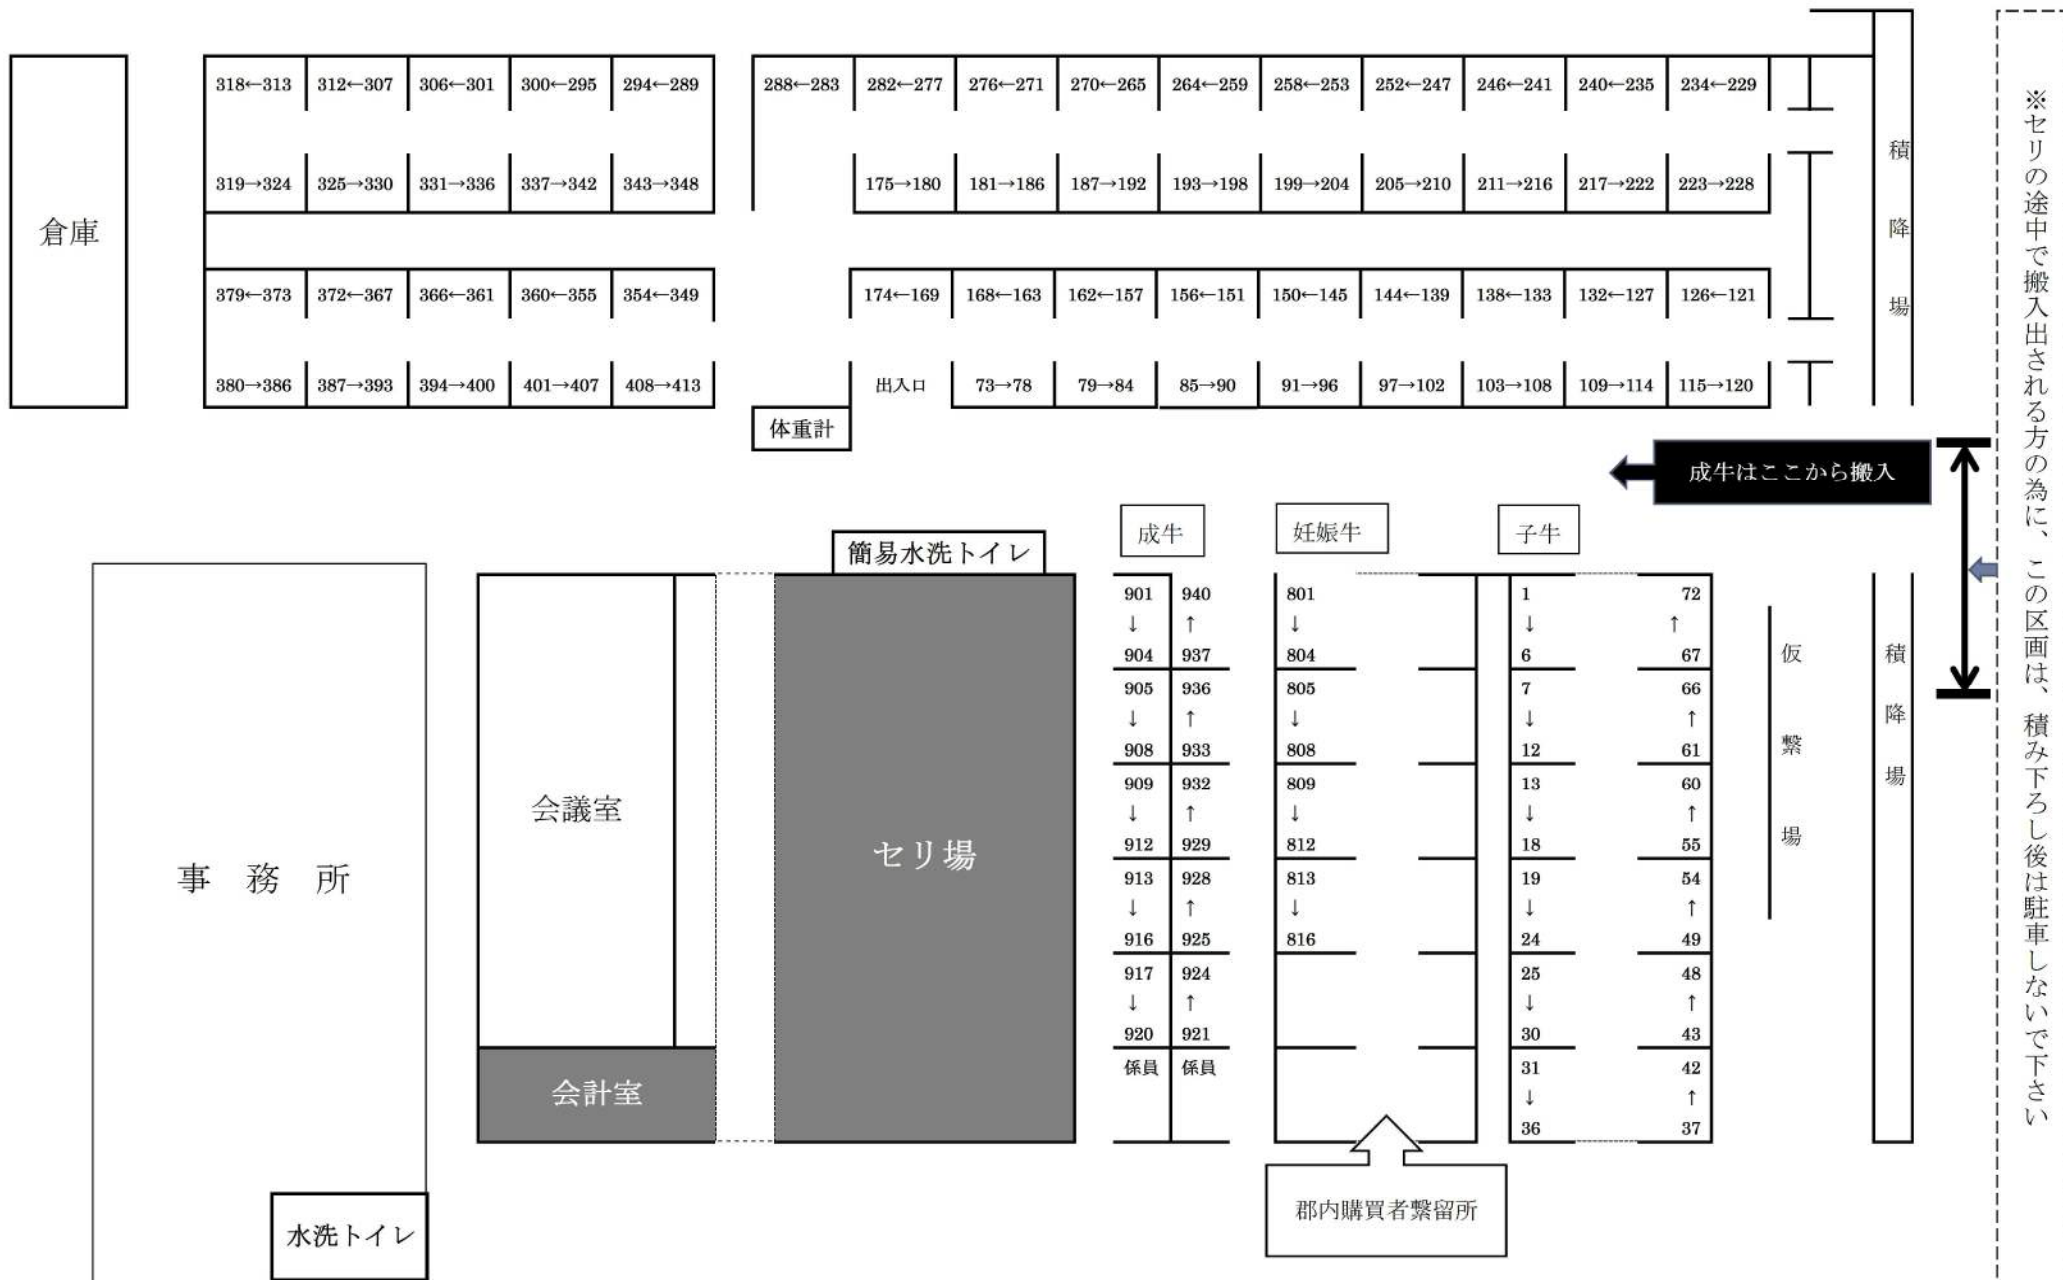 318←313 312←307 306←301 300←295 294←289 288←283 282←277 276←271 270←265 264←259 258←253 252←247 246←241 240←235 234←229
319→324 325→330 331→336 337→342 343→348 175→180 181→186 187→192 193→198 199→204 205→210 211→216 217→222 223→228
倉庫
積降場
379←373 372←367 366←361 360←355 354←349 174←169 168←163 162←157 156←151 150←145 144←139 138←133 132←127 126←121
380→386 387→393 394→400 401→407 408→413 出入口 73→78 79→84 85→90 91→96 97→102 103→108 109→114 115→120
体重計
成牛はここから搬入
※セリの途中で搬入出される方の為に、この区画は、積み下ろし後は駐車しないで下さい
簡易水洗トイレ
成牛 妊娠牛 子牛
901 940 801 1 72
↓ ↑ ↓ ↓ ↑
904 937 804 6 67
905 936 805 7 66
↓ ↑ ↓ ↓ ↑
908 933 808 12 61
909 932 809 13 60
↓ ↑ ↓ ↓ ↑
912 929 812 18 55
913 928 813 19 54
↓ ↑ ↓ ↓ ↑
916 925 816 24 49
917 924 25 48
↓ ↑ ↓ ↑
920 921 30 43
係員 係員 31 42
↓ ↑
36 37
仮繋場
積降場
会議室
セリ場
事務所
会計室
郡内購買者繋留所
水洗トイレ